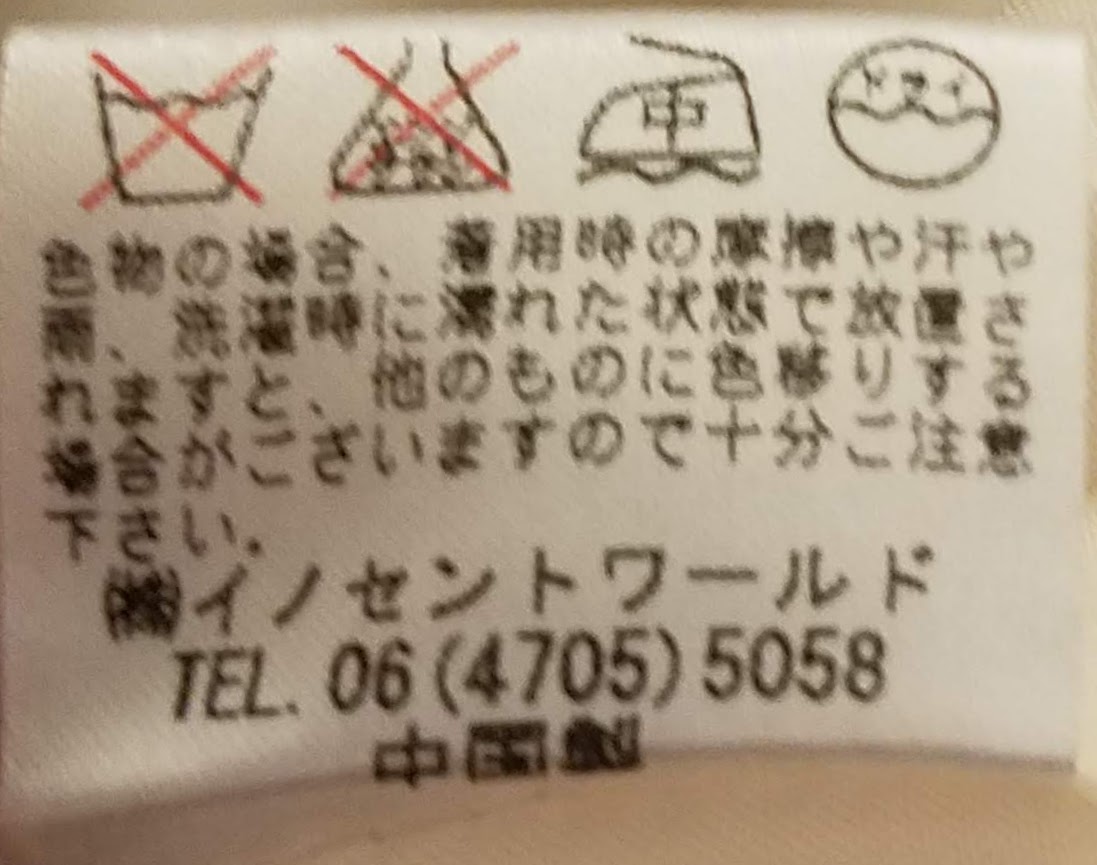 中 ドライ
色物の場合、着用時の摩擦や汗や
雨、洗濯時に濡れた状態で放置さ
れますと、他のものに色移りする
場合がございますので十分ご注意
下さい。
㈱イノセントワールド
TEL. 06(4705)5058
中国製